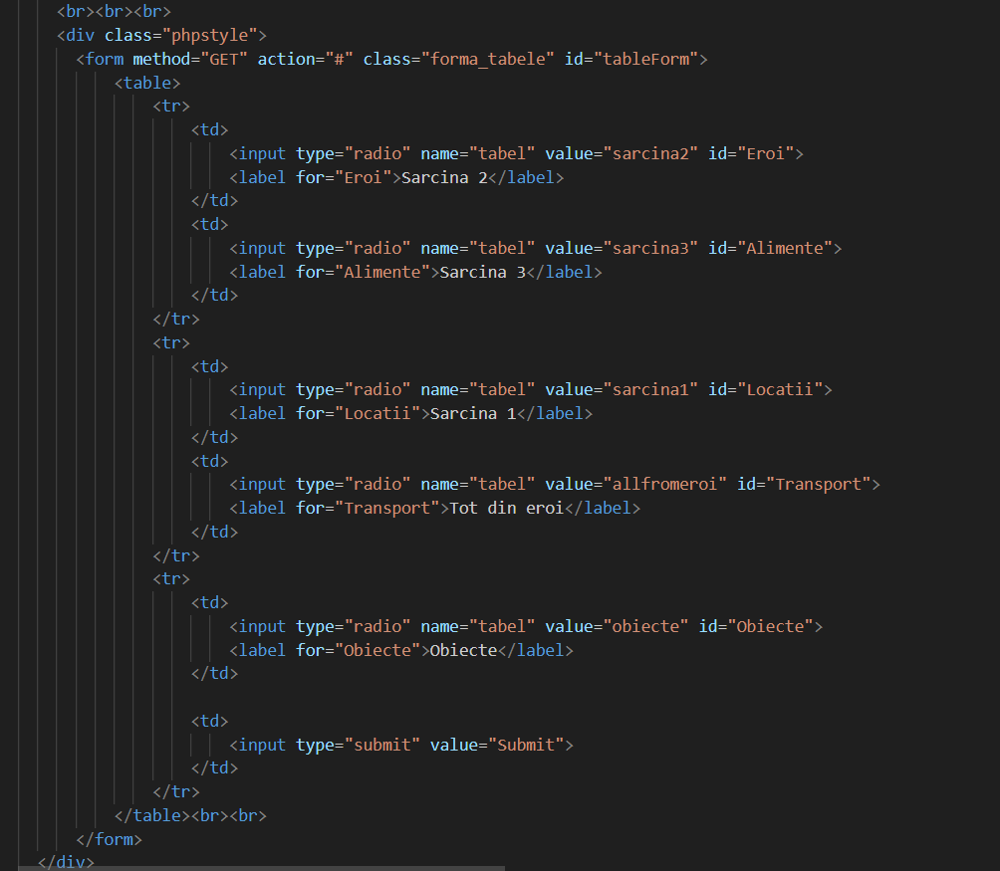 <br><br><br>
<div class="phpstyle">
<form method="GET" action="#" class="forma_tabele" id="tableForm">
<table>
<tr>
<td>
<input type="radio" name="tabel" value="sarcina2" id="Eroi">
<label for="Eroi">Sarcina 2</label>
</td>
<td>
<input type="radio" name="tabel" value="sarcina3" id="Alimente">
<label for="Alimente">Sarcina 3</label>
</td>
</tr>
<tr>
<td>
<input type="radio" name="tabel" value="sarcina1" id="Locatii">
<label for="Locatii">Sarcina 1</label>
</td>
<td>
<input type="radio" name="tabel" value="allfromeroi" id="Transport">
<label for="Transport">Tot din eroi</label>
</td>
</tr>
<tr>
<td>
<input type="radio" name="tabel" value="obiecte" id="Obiecte">
<label for="Obiecte">Obiecte</label>
</td>
<td>
<input type="submit" value="Submit">
</td>
</tr>
</table><br><br>
</form>
</div>